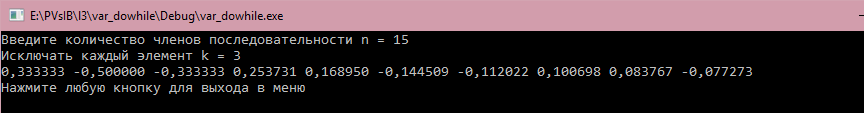 E:\PVsIB\l3\var_dowhile\Debug\var_dowhile.exe
Введите количество членов последовательности n = 15
Исключать каждый элемент k = 3
0,333333 -0,500000 -0,333333 0,253731 0,168950 -0,144509 -0,112022 0,100698 0,083767 -0,077273
Нажмите любую кнопку для выхода в меню